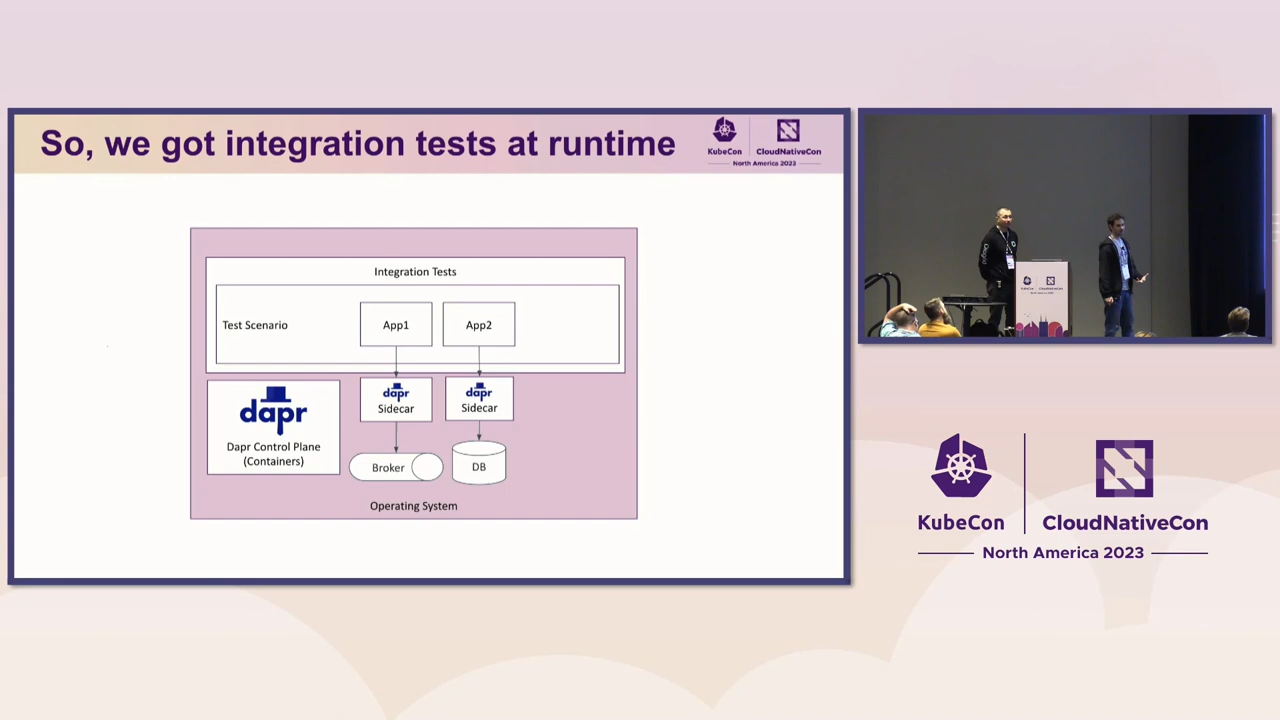 So, we got integration tests at runtime
KubeCon
CloudNativeCon
North America 2023
Integration Tests
Test Scenario
App1
App2
dapr
Sidecar
dapr
Sidecar
dapr
Dapr Control Plane
(Containers)
Broker
DB
Operating System
KubeCon
CloudNativeCon
North America 2023